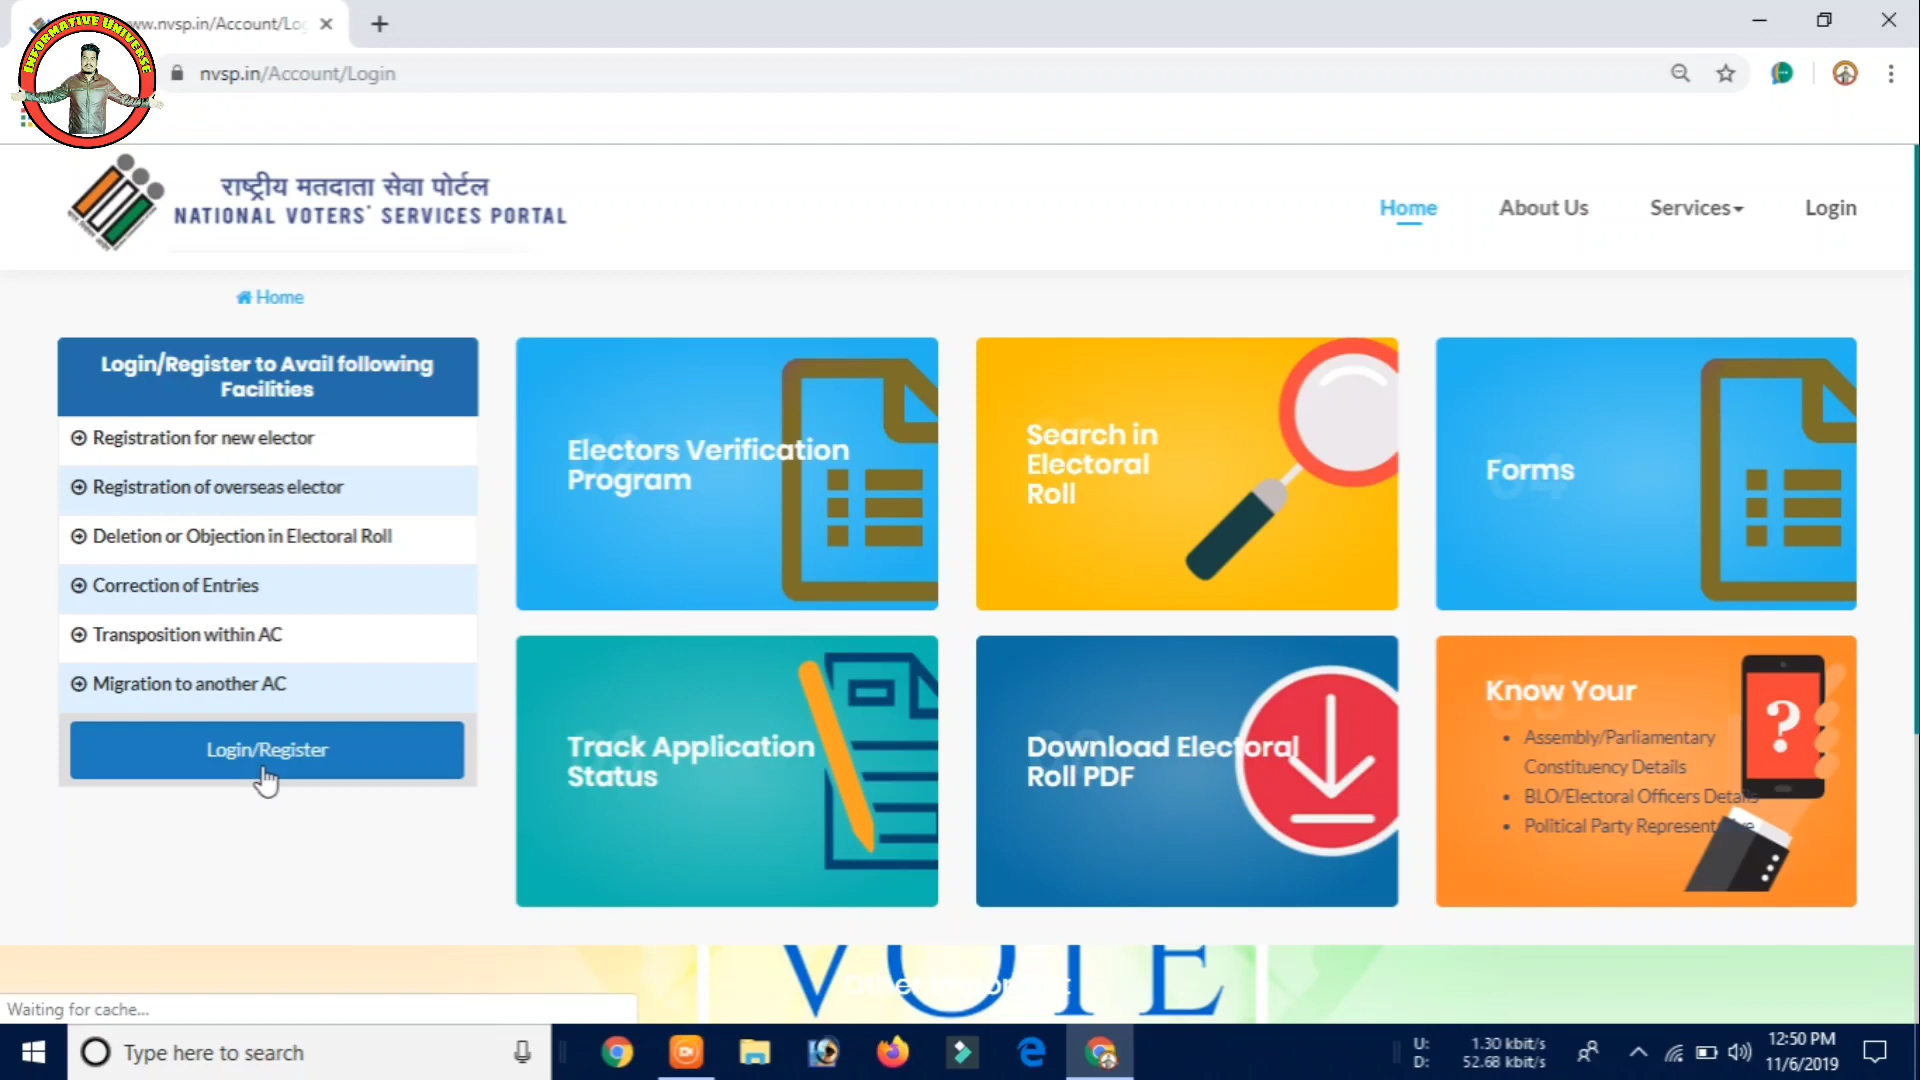 INFORMATIVE UNIVERSE
nvsp.in/Account/Login
राष्ट्रीय मतदाता सेवा पोर्टल
NATIONAL VOTERS' SERVICES PORTAL
Home
About Us
Services
Login
Home
Login/Register to Avail following
Facilities
Registration for new elector
Registration of overseas elector
Deletion or Objection in Electoral Roll
Correction of Entries
Transposition within AC
Migration to another AC
Login/Register
Electors Verification
Program
Search in
Electoral
Roll
Forms
Track Application
Status
Download Electoral
Roll PDF
Know Your
?
Assembly/Parliamentary
Constituency Details
BLO/Electoral Officers Details
Political Party Representative
VOTE
Waiting for cache...
Type here to search
U: 1.30 kbit/s
D: 52.68 kbit/s
12:50 PM
11/6/2019